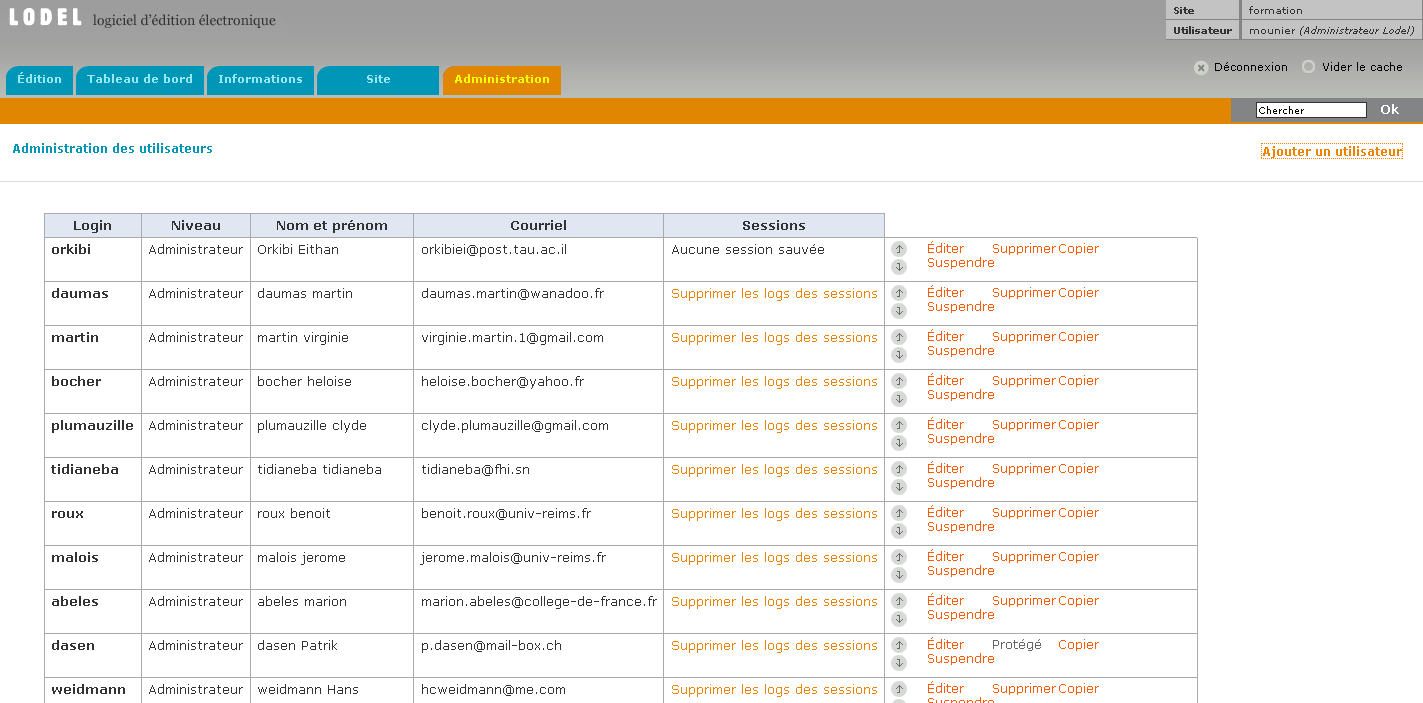 LODEL logiciel d'édition électronique
Site formation
Utilisateur mounier (Administrateur Lodel)
Déconnexion Vider le cache
Édition Tableau de bord Informations Site Administration
Chercher Ok
Administration des utilisateurs
Ajouter un utilisateur
Login Niveau Nom et prénom Courriel Sessions
orkibi Administrateur Orkibi Eithan orkibiei@post.tau.ac.il Aucune session sauvée Éditer Supprimer Copier
Suspendre
daumas Administrateur daumas martin daumas.martin@wanadoo.fr Supprimer les logs des sessions Éditer Supprimer Copier
Suspendre
martin Administrateur martin virginie virginie.martin.1@gmail.com Supprimer les logs des sessions Éditer Supprimer Copier
Suspendre
bocher Administrateur bocher heloise heloise.bocher@yahoo.fr Supprimer les logs des sessions Éditer Supprimer Copier
Suspendre
plumauzille Administrateur plumauzille clyde clyde.plumauzille@gmail.com Supprimer les logs des sessions Éditer Supprimer Copier
Suspendre
tidianeba Administrateur tidianeba tidianeba tidianeba@fhi.sn Supprimer les logs des sessions Éditer Supprimer Copier
Suspendre
roux Administrateur roux benoit benoit.roux@univ-reims.fr Supprimer les logs des sessions Éditer Supprimer Copier
Suspendre
malois Administrateur malois jerome jerome.malois@univ-reims.fr Supprimer les logs des sessions Éditer Supprimer Copier
Suspendre
abeles Administrateur abeles marion marion.abeles@college-de-france.fr Supprimer les logs des sessions Éditer Supprimer Copier
Suspendre
dasen Administrateur dasen Patrik p.dasen@mail-box.ch Supprimer les logs des sessions Éditer Protégé Copier
Suspendre
weidmann Administrateur weidmann Hans hcweidmann@me.com Supprimer les logs des sessions Éditer Supprimer Copier
Suspendre